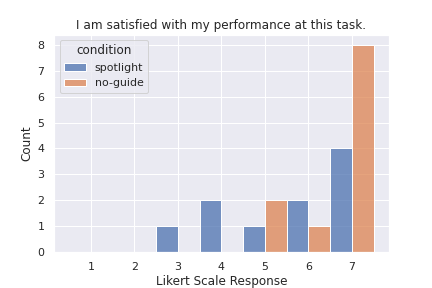 I am satisfied with my performance at this task.
condition
spotlight
no-guide
8
7
6
5
4
3
2
1
0
Count
1 2 3 4 5 6 7
Likert Scale Response